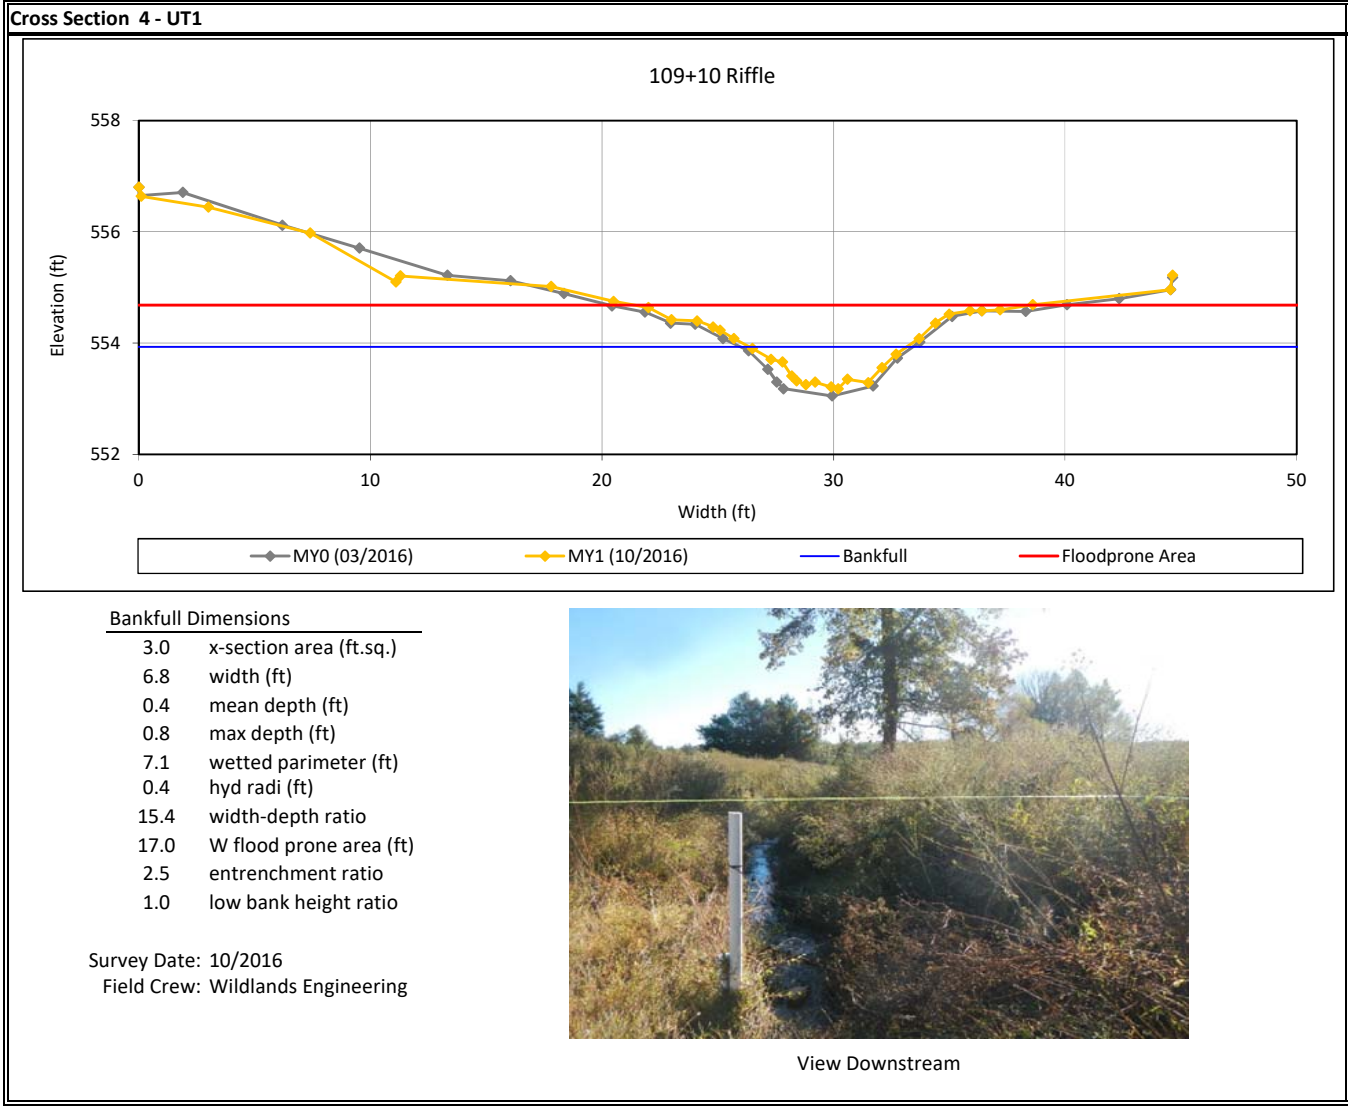 Cross Section 4 - UT1
109+10 Riffle
558
556
554
552
Elevation (ft)
0 10 20 30 40 50
Width (ft)
MY0 (03/2016) MY1 (10/2016) Bankfull Floodprone Area
Bankfull Dimensions
3.0 x-section area (ft.sq.)
6.8 width (ft)
0.4 mean depth (ft)
0.8 max depth (ft)
7.1 wetted parimeter (ft)
0.4 hyd radi (ft)
15.4 width-depth ratio
17.0 W flood prone area (ft)
2.5 entrenchment ratio
1.0 low bank height ratio
Survey Date: 10/2016
Field Crew: Wildlands Engineering
View Downstream